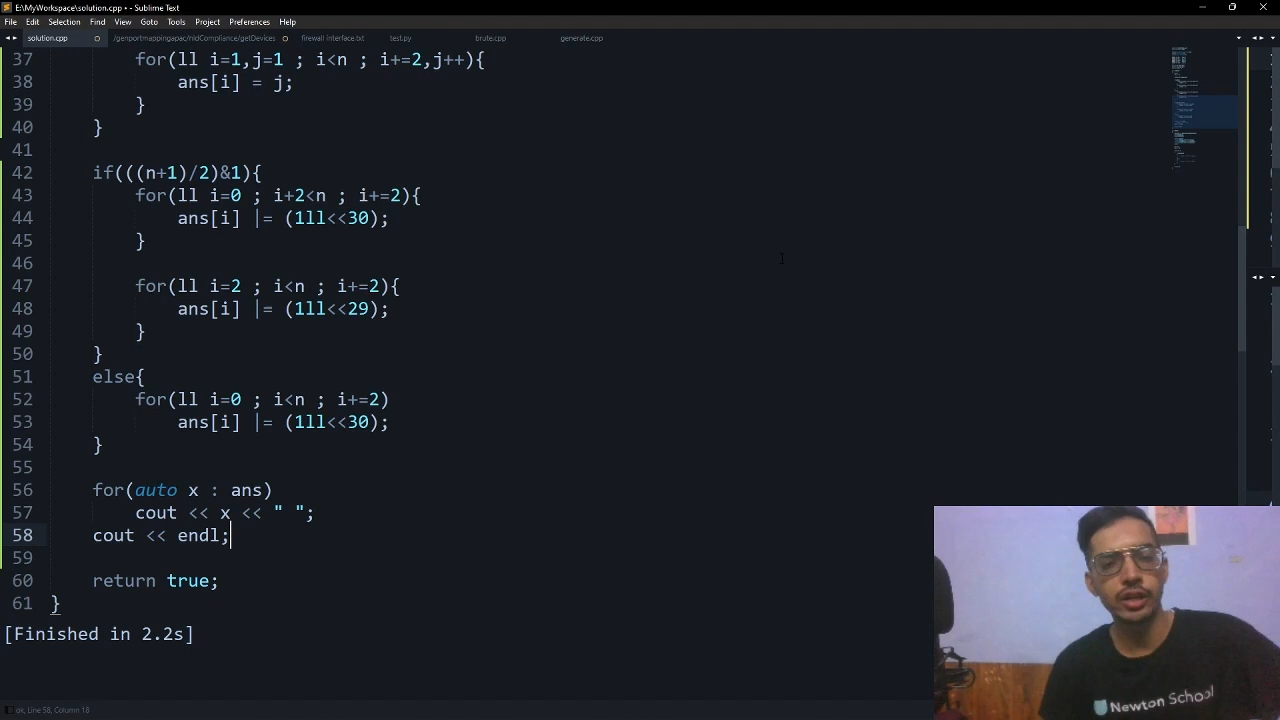 E:\MyWorkspace\solution.cpp • - Sublime Text
File Edit Selection Find View Goto Tools Project Preferences Help
solution.cpp /genportmappingapac/nldCompliance/getDevices firewall interface.txt test.py brute.cpp generate.cpp
37 for(ll i=1,j=1 ; i<n ; i+=2,j++){
38 ans[i] = j;
39 }
40 }
41
42 if(((n+1)/2)&1){
43 for(ll i=0 ; i+2<n ; i+=2){
44 ans[i] |= (1ll<<30);
45 }
46
47 for(ll i=2 ; i<n ; i+=2){
48 ans[i] |= (1ll<<29);
49 }
50 }
51 else{
52 for(ll i=0 ; i<n ; i+=2)
53 ans[i] |= (1ll<<30);
54 }
55
56 for(auto x : ans)
57 cout << x << " ";
58 cout << endl;
59
60 return true;
61 }
[Finished in 2.2s]
ok, Line 58, Column 18
Newton School